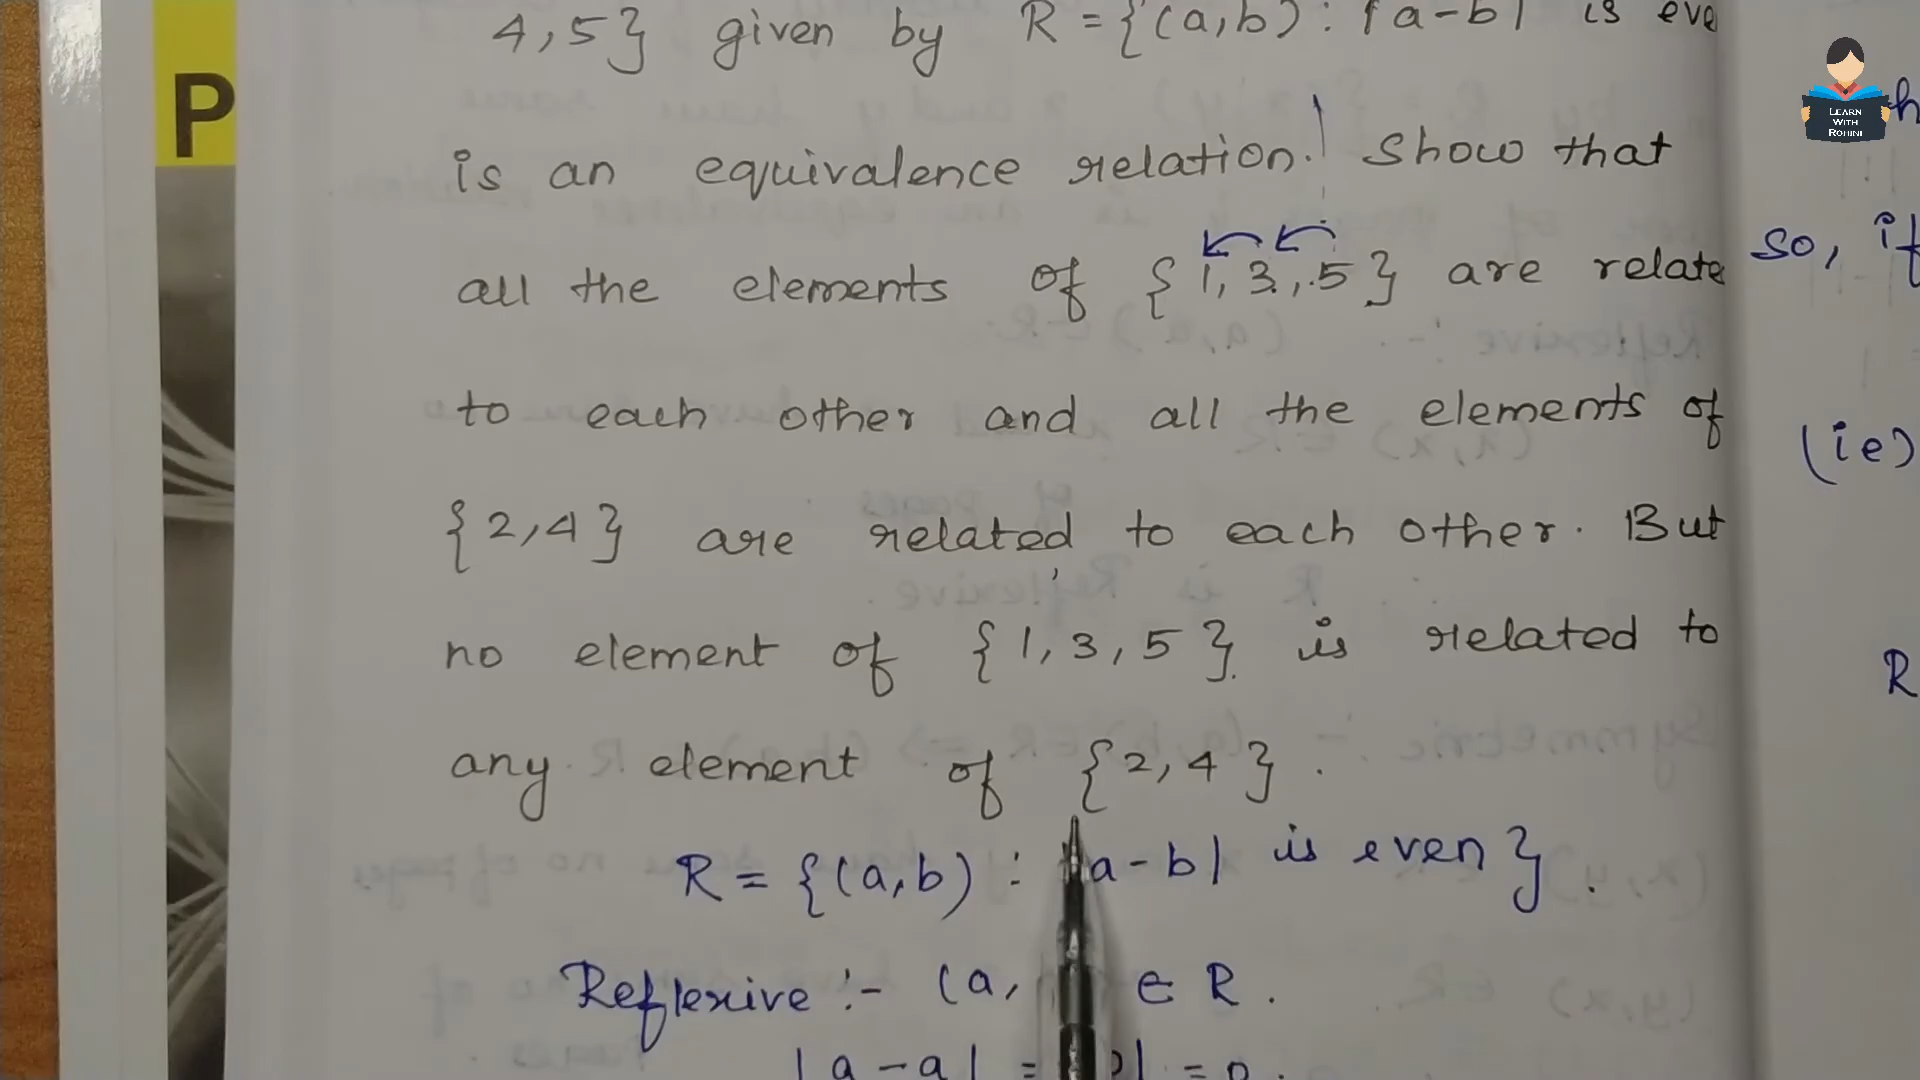 4,5} given by R={(a,b): |a-b| is eve
is an equivalence relation. Show that
all the elements of {1,3,5} are relate
to each other and all the elements of
{2,4} are related to each other. But
no element of {1,3,5} is related to
any element of {2,4}.
R = {(a,b): |a-b| is even}.
Reflexive :- (a, ∈ R.
|a-a| = 0| = 0.
P
LEARN
WITH
ROHINI
h
so, if
(ie)
R